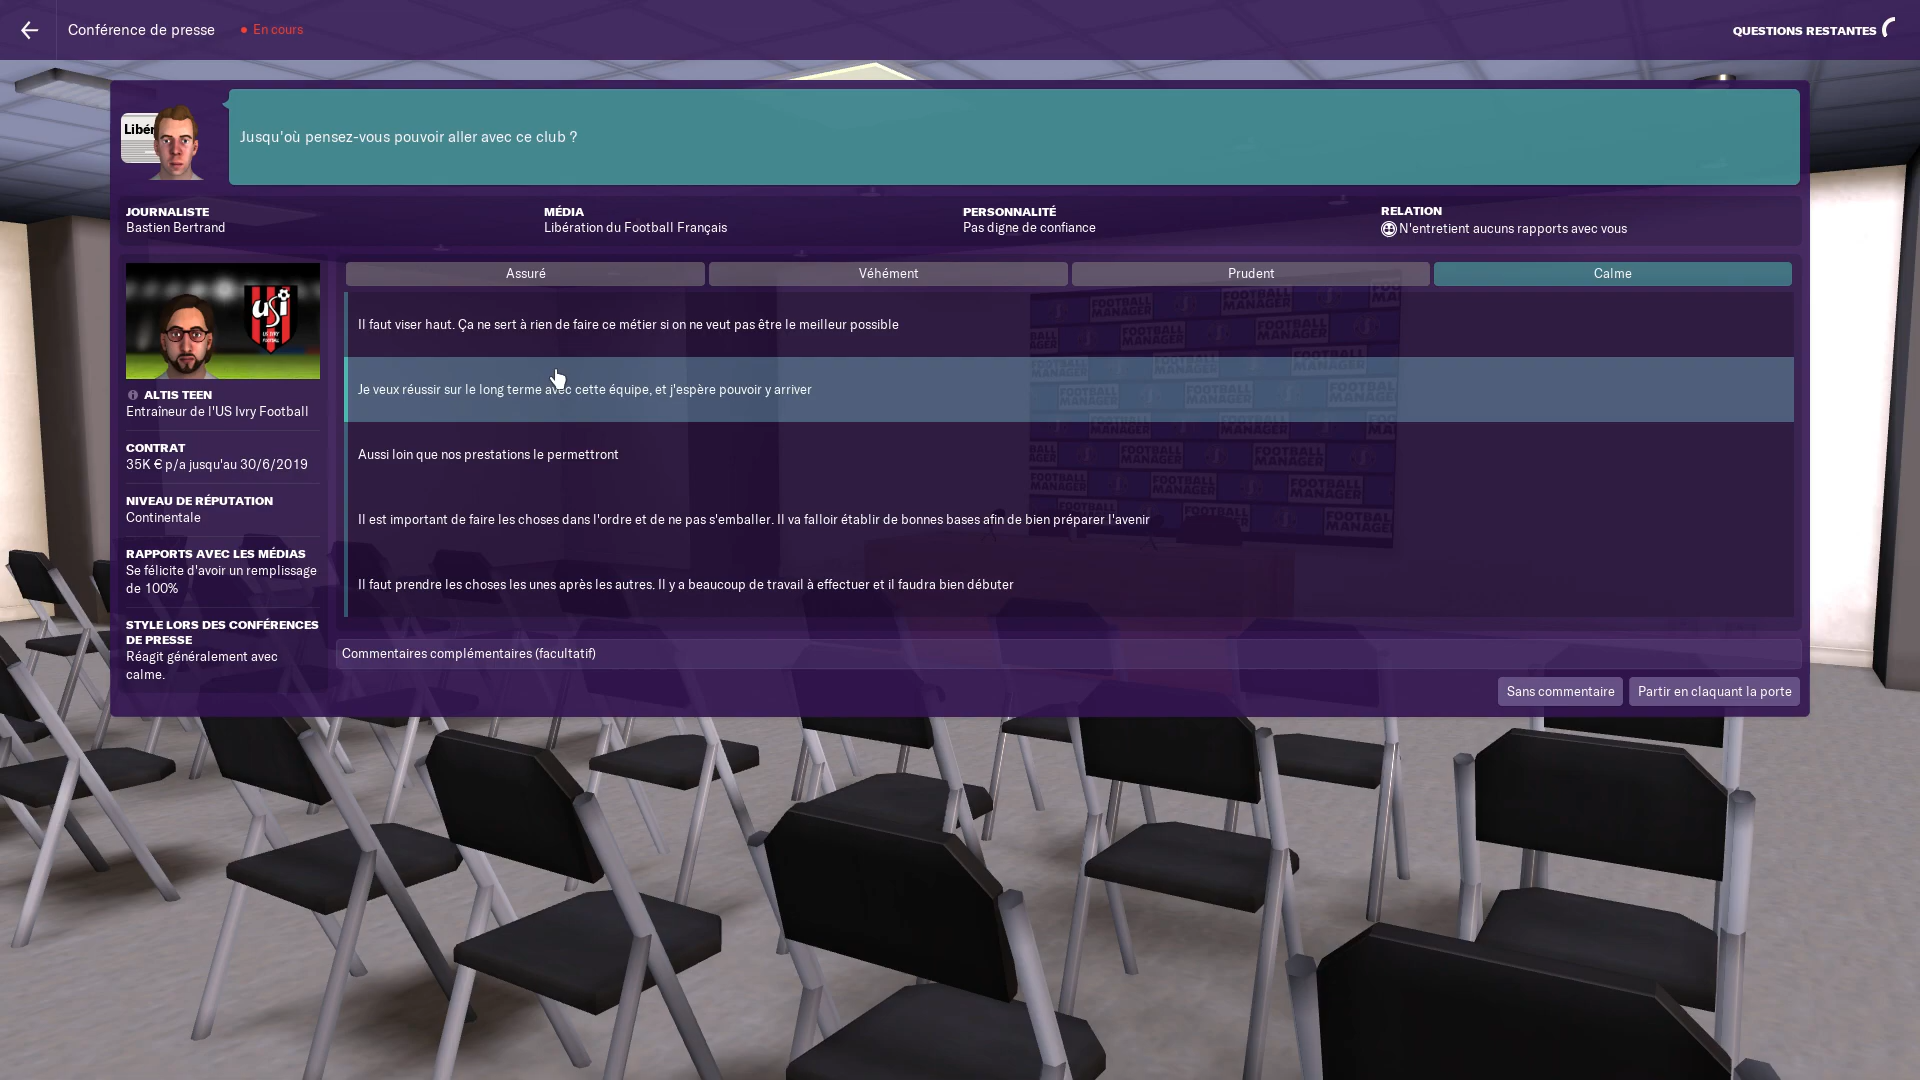 Conférence de presse
En cours
QUESTIONS RESTANTES
Jusqu'où pensez-vous pouvoir aller avec ce club ?
JOURNALISTE
Bastien Bertrand
MÉDIA
Libération du Football Français
PERSONNALITÉ
Pas digne de confiance
RELATION
N'entretient aucuns rapports avec vous
usi
US IVRY
FOOTBALL
ALTIS TEEN
Entraîneur de l'US Ivry Football
CONTRAT
35K € p/a jusqu'au 30/6/2019
NIVEAU DE RÉPUTATION
Continentale
RAPPORTS AVEC LES MÉDIAS
Se félicite d'avoir un remplissage
de 100%
STYLE LORS DES CONFÉRENCES
DE PRESSE
Réagit généralement avec
calme.
Assuré
Véhément
Prudent
Calme
Il faut viser haut. Ça ne sert à rien de faire ce métier si on ne veut pas être le meilleur possible
Je veux réussir sur le long terme avec cette équipe, et j'espère pouvoir y arriver
Aussi loin que nos prestations le permettront
Il est important de faire les choses dans l'ordre et de ne pas s'emballer. Il va falloir établir de bonnes bases afin de bien préparer l'avenir
Il faut prendre les choses les unes après les autres. Il y a beaucoup de travail à effectuer et il faudra bien débuter
FOOTBALL
MANAGER
Commentaires complémentaires (facultatif)
Sans commentaire
Partir en claquant la porte